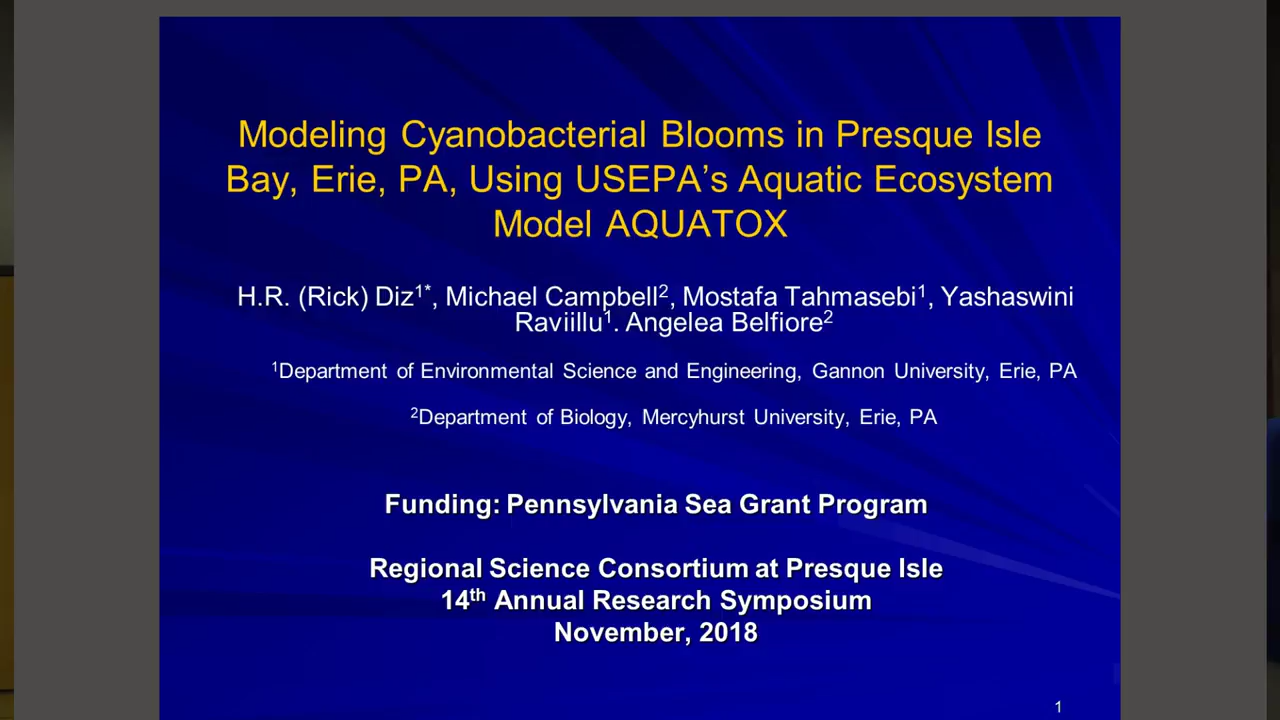 Modeling Cyanobacterial Blooms in Presque Isle
Bay, Erie, PA, Using USEPA’s Aquatic Ecosystem
Model AQUATOX
H.R. (Rick) Diz¹*, Michael Campbell², Mostafa Tahmasebi¹, Yashaswini
Raviillu¹. Angelea Belfiore²
¹Department of Environmental Science and Engineering, Gannon University, Erie, PA
²Department of Biology, Mercyhurst University, Erie, PA
Funding: Pennsylvania Sea Grant Program
Regional Science Consortium at Presque Isle
14th Annual Research Symposium
November, 2018
1